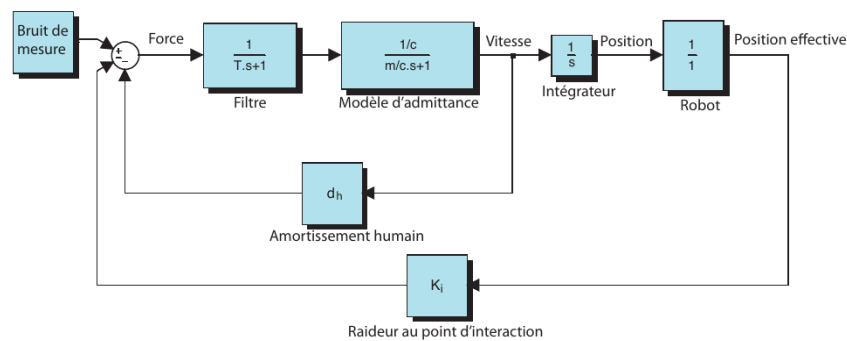 Bruit de
mesure
+
−
−
Force
1
T.s+1
Filtre
1/c
m/c.s+1
Modèle d'admittance
Vitesse
1
s
Intégrateur
Position
1
1
Robot
Position effective
dh
Amortissement humain
Ki
Raideur au point d'interaction